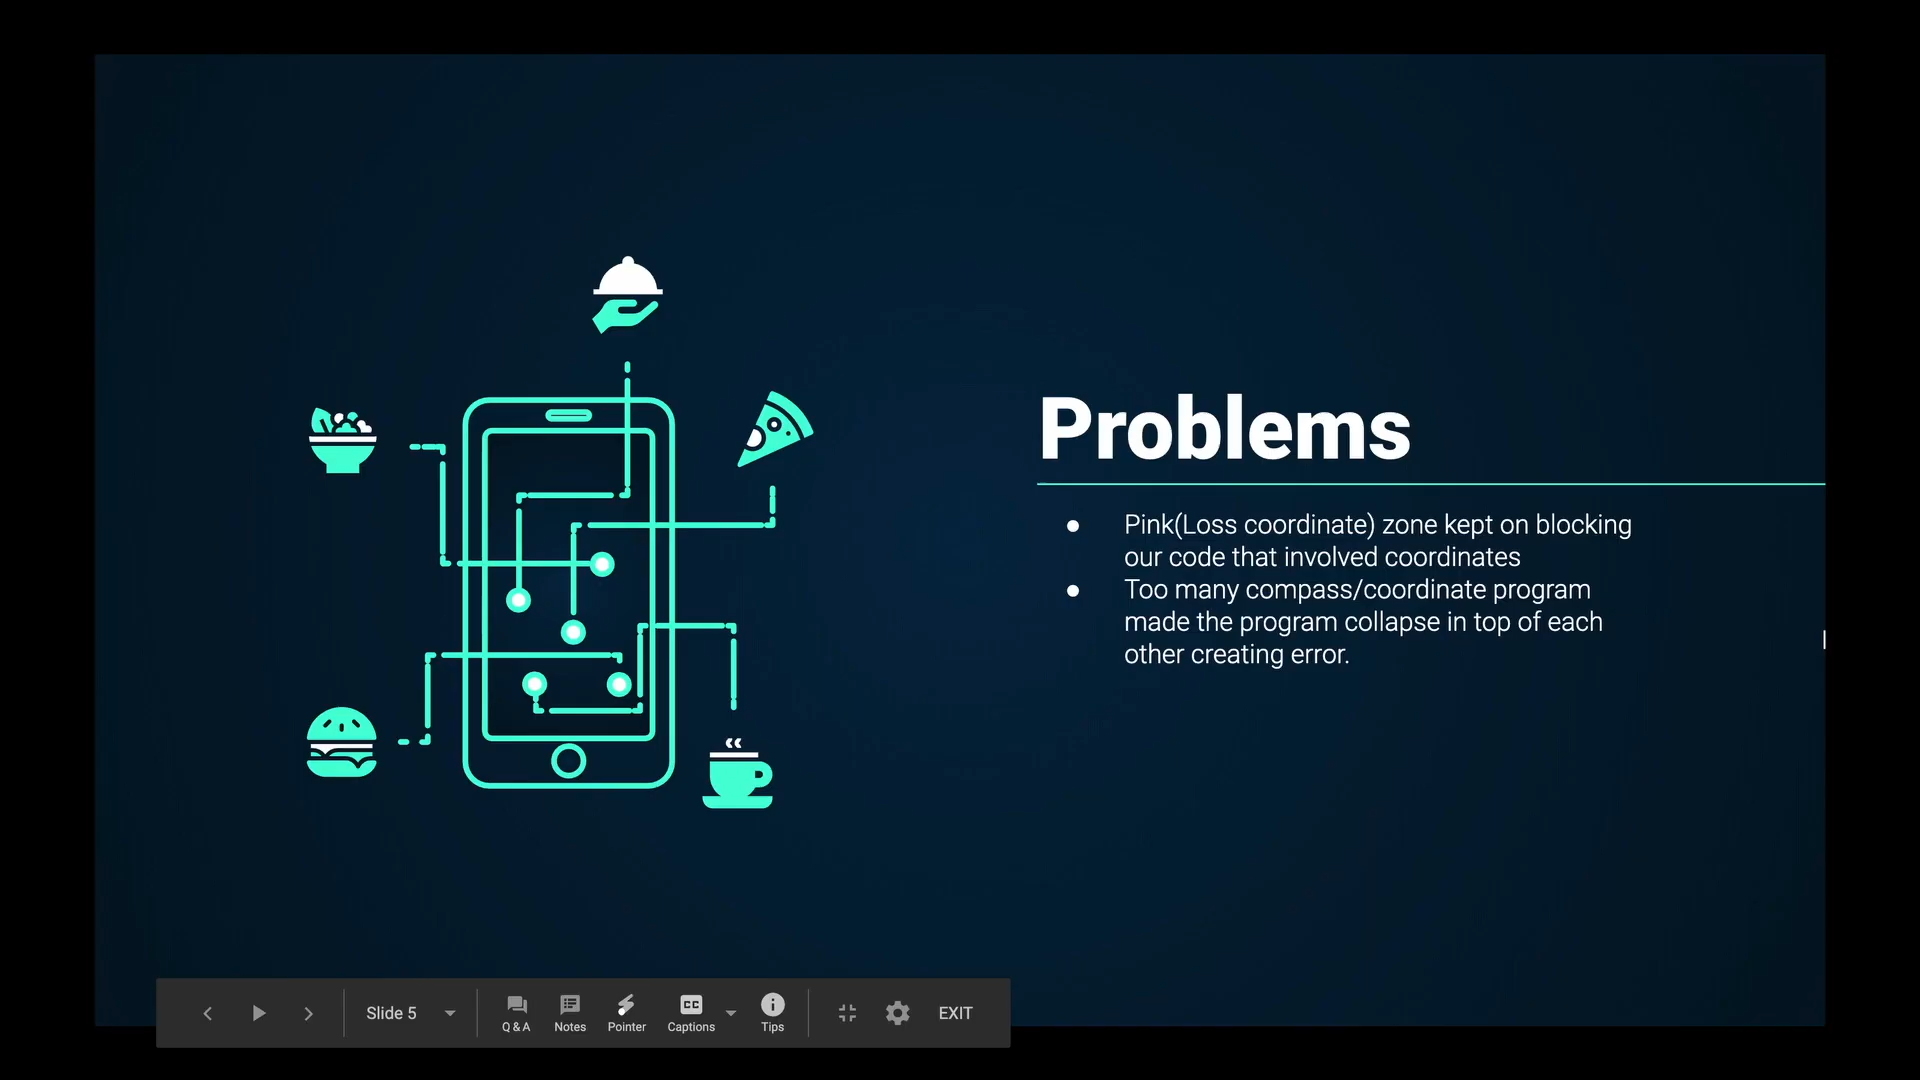 Problems
● Pink(Loss coordinate) zone kept on blocking
our code that involved coordinates
● Too many compass/coordinate program
made the program collapse in top of each
other creating error.
Slide 5
Q & A
Notes
Pointer
CC
Captions
Tips
EXIT